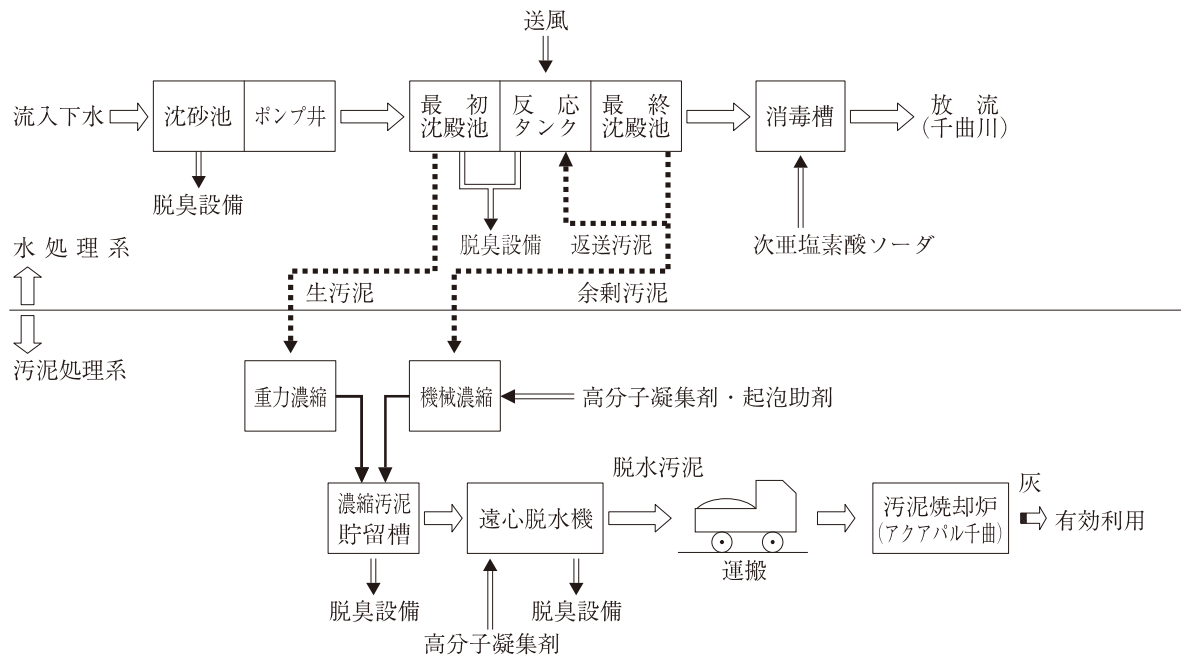 送風
流入下水
沈砂池
ポンプ井
最初
沈殿池
反応
タンク
最終
沈殿池
消毒槽
放流
(千曲川)
脱臭設備
脱臭設備
返送汚泥
次亜塩素酸ソーダ
水処理系
生汚泥
余剰汚泥
汚泥処理系
重力濃縮
機械濃縮
高分子凝集剤・起泡助剤
脱水汚泥
濃縮汚泥
貯留槽
遠心脱水機
運搬
汚泥焼却炉
(アクアパル千曲)
灰
有効利用
脱臭設備
脱臭設備
高分子凝集剤